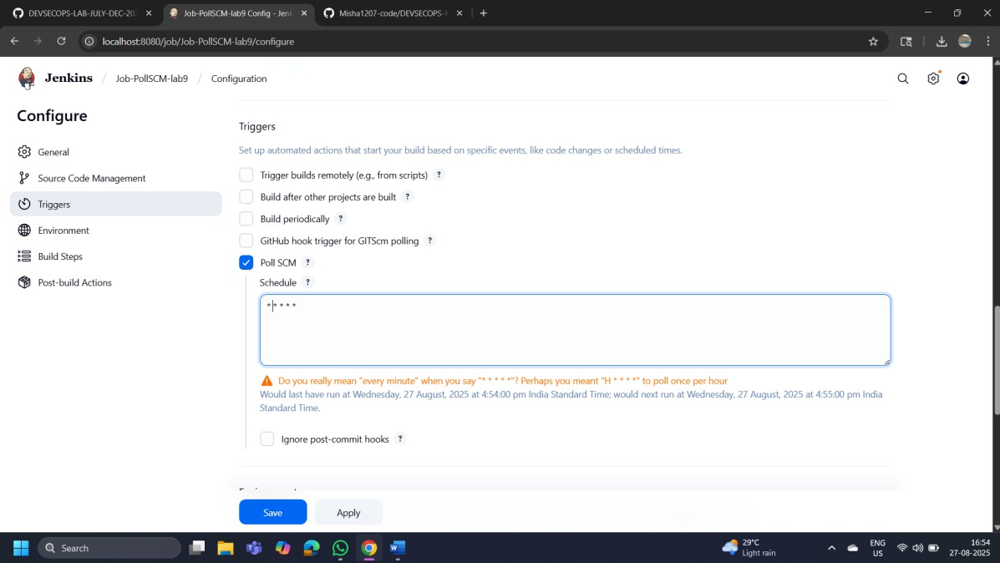 DEVSECOPS-LAB-JULY-DEC-202
Job-PollSCM-lab9 Config - Jenk
Misha1207-code/DEVSECOPS-M
localhost:8080/job/Job-PollSCM-lab9/configure
Jenkins / Job-PollSCM-lab9 / Configuration
Configure
General
Source Code Management
Triggers
Environment
Build Steps
Post-build Actions
Triggers
Set up automated actions that start your build based on specific events, like code changes or scheduled times.
Trigger builds remotely (e.g., from scripts) ?
Build after other projects are built ?
Build periodically ?
GitHub hook trigger for GITScm polling ?
Poll SCM ?
Schedule ?
* * * * *
Do you really mean "every minute" when you say "* * * * *"? Perhaps you meant "H * * * *" to poll once per hour
Would last have run at Wednesday, 27 August, 2025 at 4:54:00 pm India Standard Time; would next run at Wednesday, 27 August, 2025 at 4:55:00 pm India
Standard Time.
Ignore post-commit hooks ?
Save
Apply
Search
29°C
Light rain
ENG
US
16:54
27-08-2025